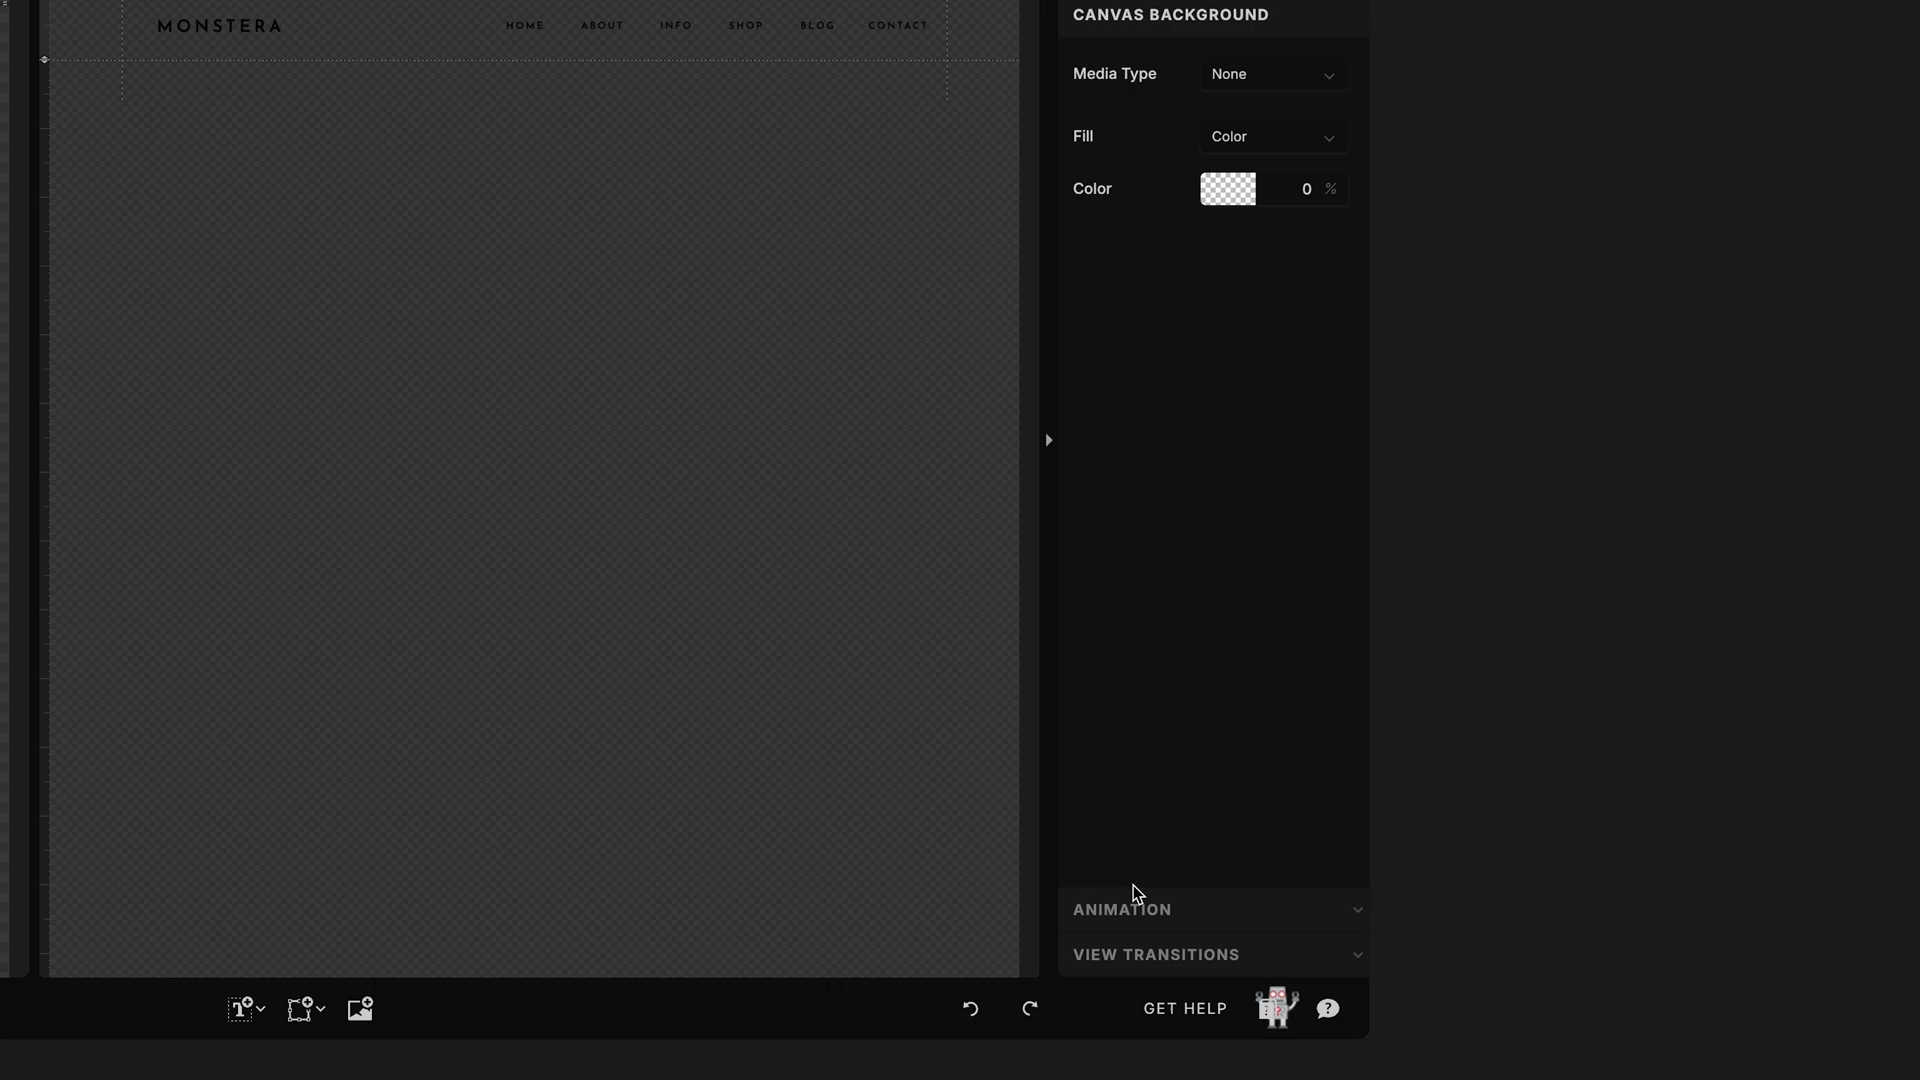 MONSTERA
HOME ABOUT INFO SHOP BLOG CONTACT
CANVAS BACKGROUND
Media Type None
Fill Color
Color 0 %
ANIMATION
VIEW TRANSITIONS
GET HELP